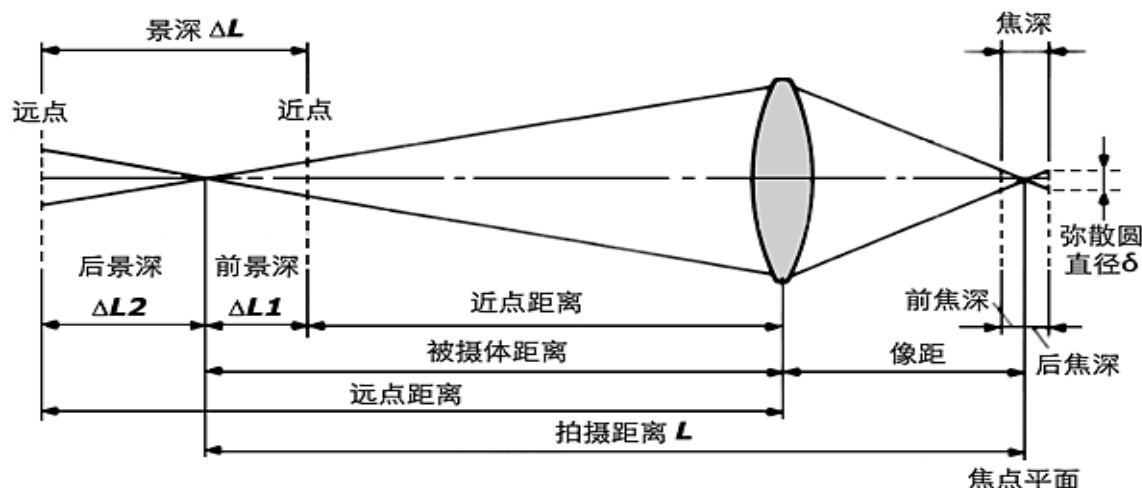 景深 ΔL
焦深
远点
近点
弥散圆
直径δ
后景深
ΔL2
前景深
ΔL1
近点距离
前焦深
被摄体距离
像距
后焦深
远点距离
拍摄距离 L
焦点平面